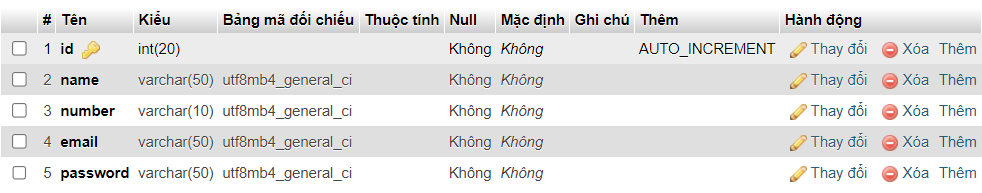 # Tên Kiểu Bảng mã đối chiếu Thuộc tính Null Mặc định Ghi chú Thêm Hành động
1 id int(20) Không Không AUTO_INCREMENT Thay đổi Xóa Thêm
2 name varchar(50) utf8mb4_general_ci Không Không Thay đổi Xóa Thêm
3 number varchar(10) utf8mb4_general_ci Không Không Thay đổi Xóa Thêm
4 email varchar(50) utf8mb4_general_ci Không Không Thay đổi Xóa Thêm
5 password varchar(50) utf8mb4_general_ci Không Không Thay đổi Xóa Thêm